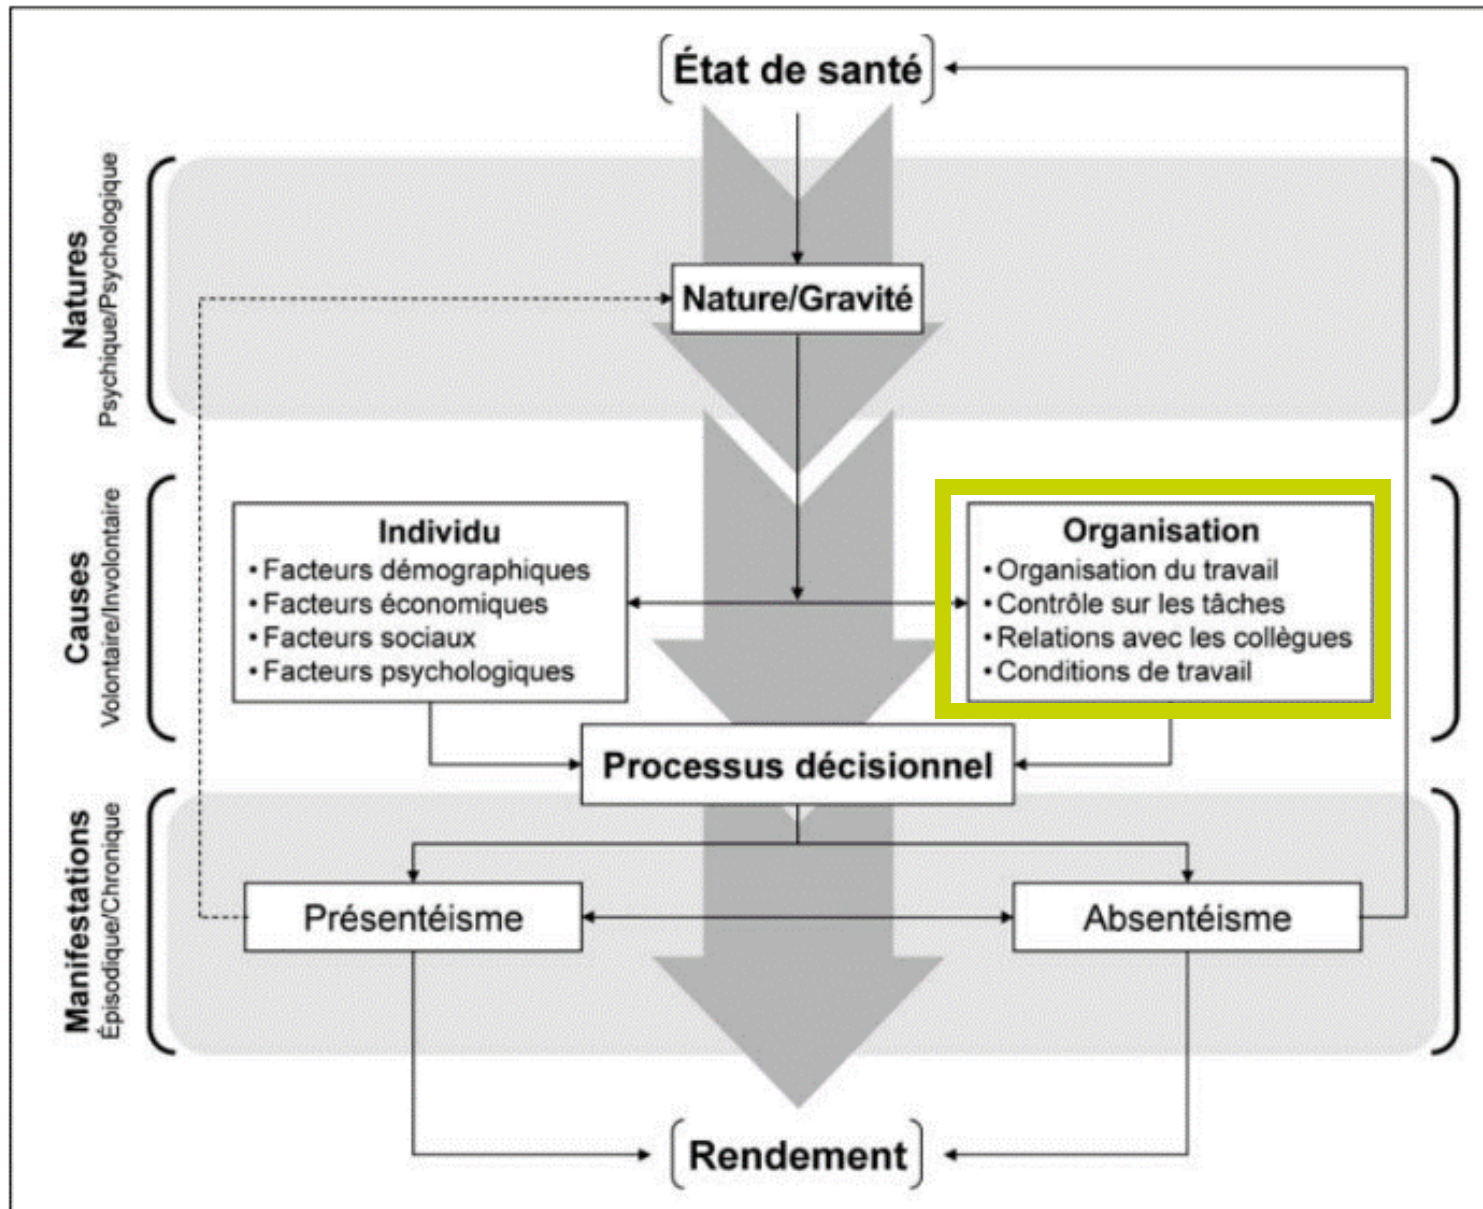 État de santé
Natures
Psychique/Psychologique
Nature/Gravité
Causes
Volontaire/Involontaire
Individu
• Facteurs démographiques
• Facteurs économiques
• Facteurs sociaux
• Facteurs psychologiques
Organisation
• Organisation du travail
• Contrôle sur les tâches
• Relations avec les collègues
• Conditions de travail
Processus décisionnel
Manifestations
Épisodique/Chronique
Présentéisme
Absentéisme
Rendement